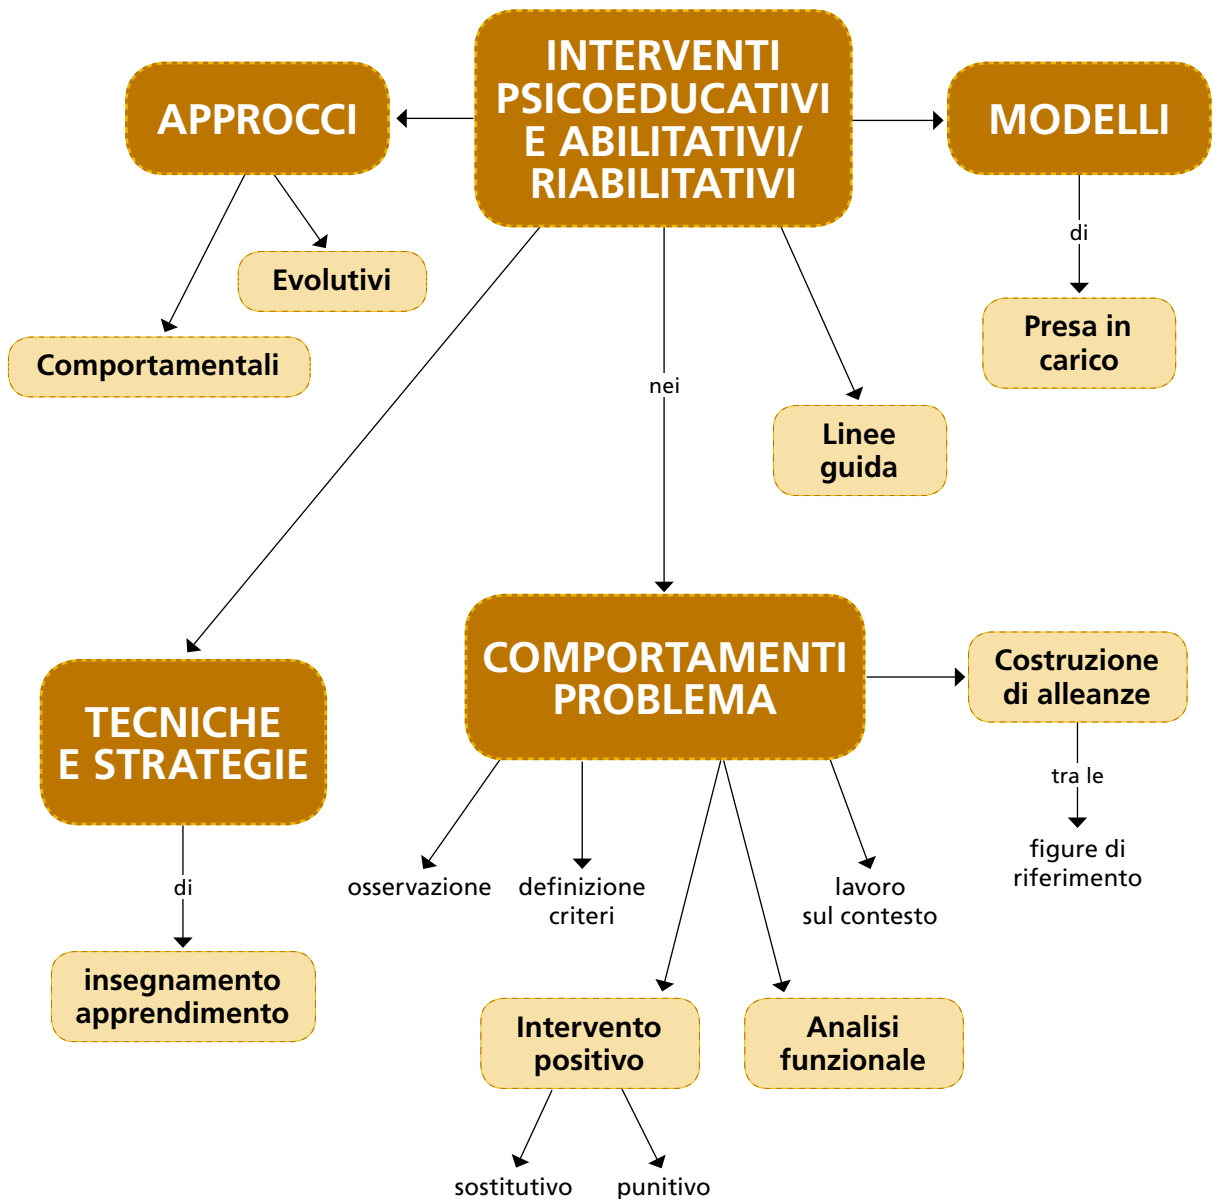 INTERVENTI
PSICOEDUCATIVI
E ABILITATIVI/
RIABILITATIVI
APPROCCI
MODELLI
di
Evolutivi
Comportamentali
Presa in
carico
nei
Linee
guida
COMPORTAMENTI
PROBLEMA
Costruzione
di alleanze
TECNICHE
E STRATEGIE
tra le
figure di
riferimento
di
osservazione
definizione
criteri
lavoro
sul contesto
insegnamento
apprendimento
Intervento
positivo
Analisi
funzionale
sostitutivo
punitivo